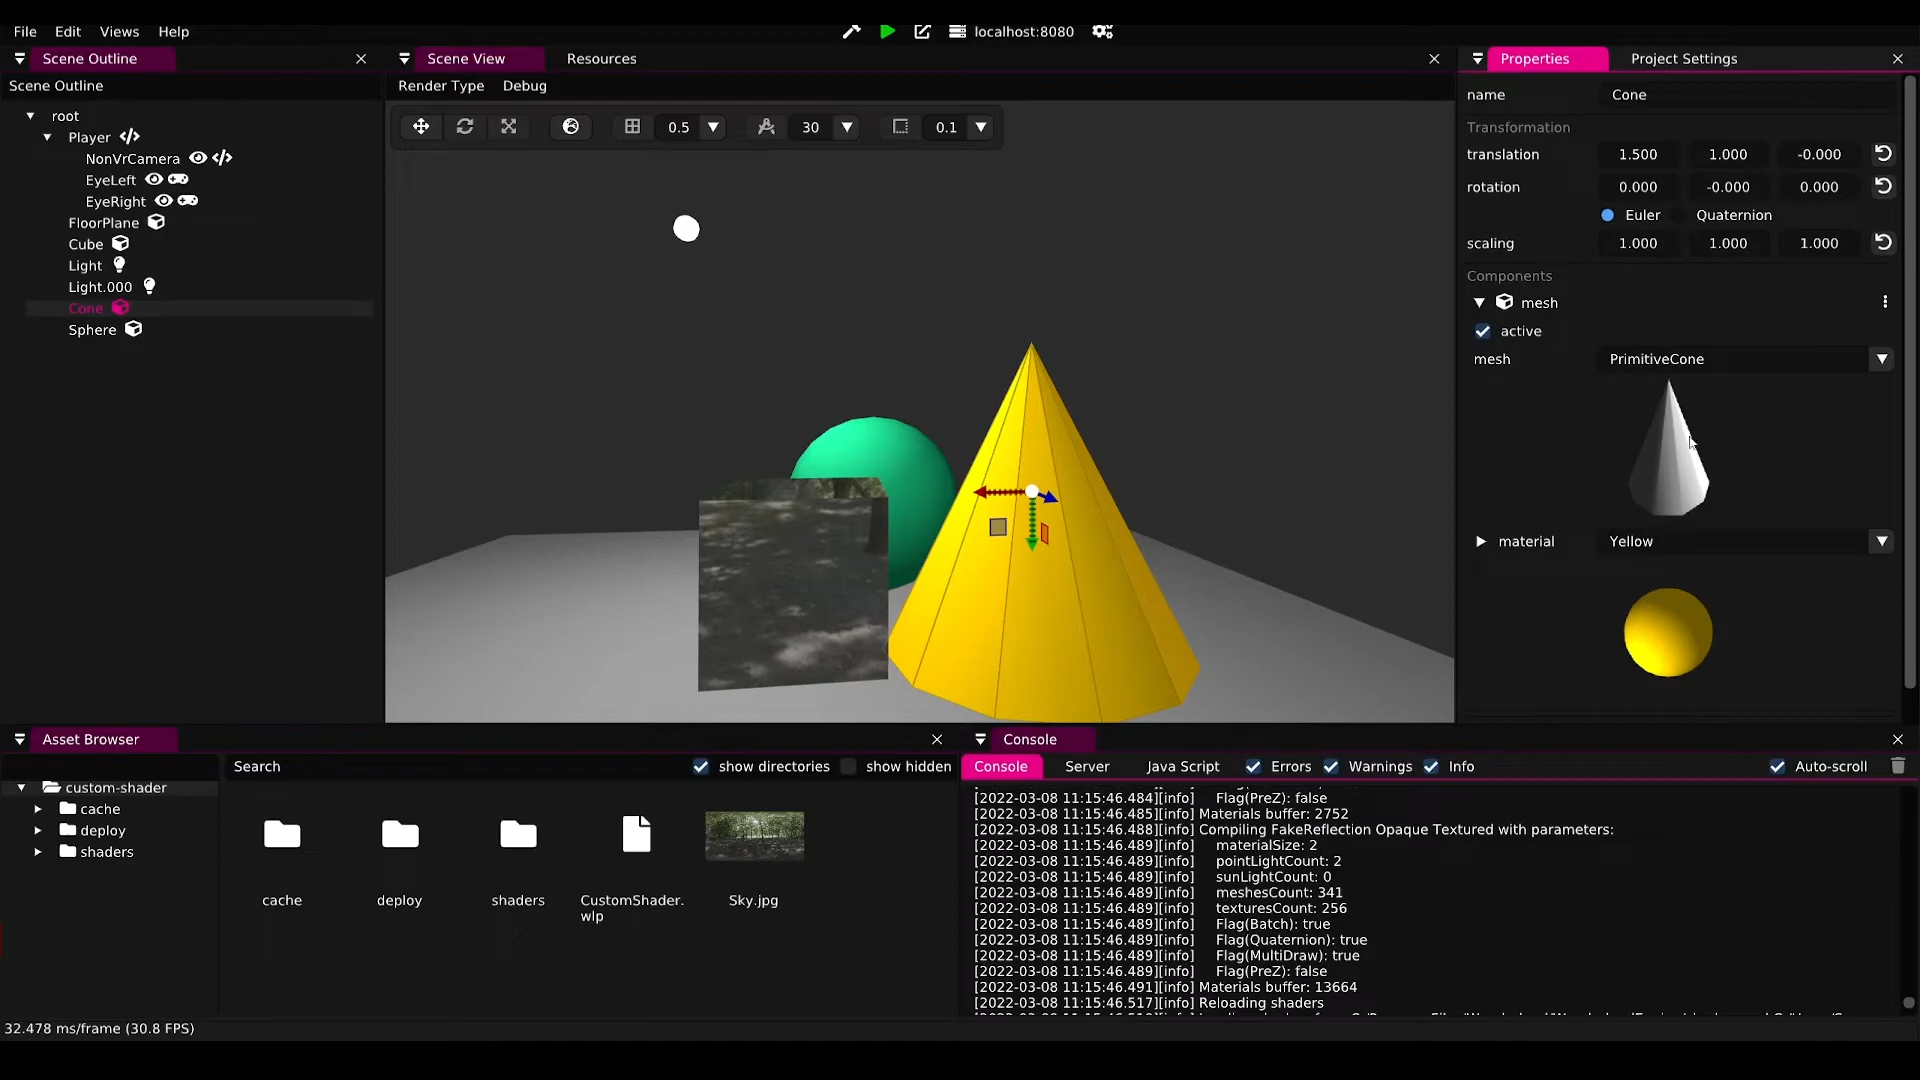 File Edit Views Help localhost:8080
Scene Outline
Scene View Resources
Properties Project Settings
Scene Outline
Render Type Debug
root
Player
NonVrCamera
EyeLeft
EyeRight
FloorPlane
Cube
Light
Light.000
Cone
Sphere
0.5 30 0.1
name Cone
Transformation
translation 1.500 1.000 -0.000
rotation 0.000 -0.000 0.000
Euler Quaternion
scaling 1.000 1.000 1.000
Components
mesh
active
mesh PrimitiveCone
material Yellow
Asset Browser
Search show directories show hidden
custom-shader
cache
deploy
shaders
cache deploy shaders CustomShader.
wlp
Sky.jpg
Console
Console Server Java Script Errors Warnings Info Auto-scroll
[2022-03-08 11:15:46.484][info] Flag(PreZ): false
[2022-03-08 11:15:46.485][info] Materials buffer: 2752
[2022-03-08 11:15:46.488][info] Compiling FakeReflection Opaque Textured with parameters:
[2022-03-08 11:15:46.489][info] materialSize: 2
[2022-03-08 11:15:46.489][info] pointLightCount: 2
[2022-03-08 11:15:46.489][info] sunLightCount: 0
[2022-03-08 11:15:46.489][info] meshesCount: 341
[2022-03-08 11:15:46.489][info] texturesCount: 256
[2022-03-08 11:15:46.489][info] Flag(Batch): true
[2022-03-08 11:15:46.489][info] Flag(Quaternion): true
[2022-03-08 11:15:46.489][info] Flag(MultiDraw): true
[2022-03-08 11:15:46.489][info] Flag(PreZ): false
[2022-03-08 11:15:46.491][info] Materials buffer: 13664
[2022-03-08 11:15:46.517][info] Reloading shaders
32.478 ms/frame (30.8 FPS)